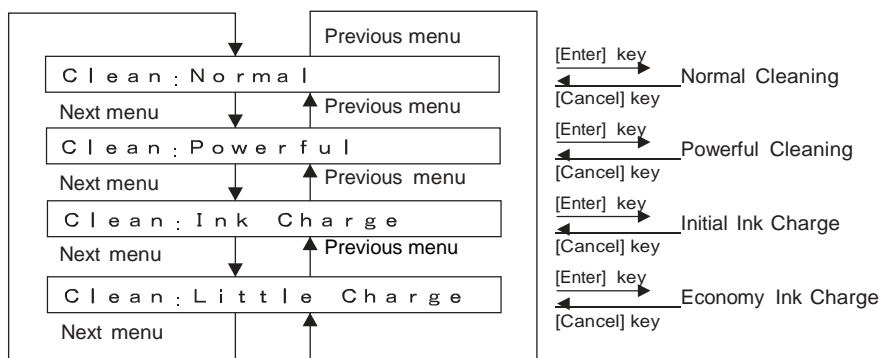 Previous menu
[Enter] key
Clean:Normal
Normal Cleaning
[Cancel] key
Next menu
Previous menu
[Enter] key
Clean:Powerful
Powerful Cleaning
[Cancel] key
Next menu
Previous menu
[Enter] key
Clean:Ink Charge
Initial Ink Charge
[Cancel] key
Next menu
Previous menu
[Enter] key
Clean:Little Charge
Economy Ink Charge
[Cancel] key
Next menu